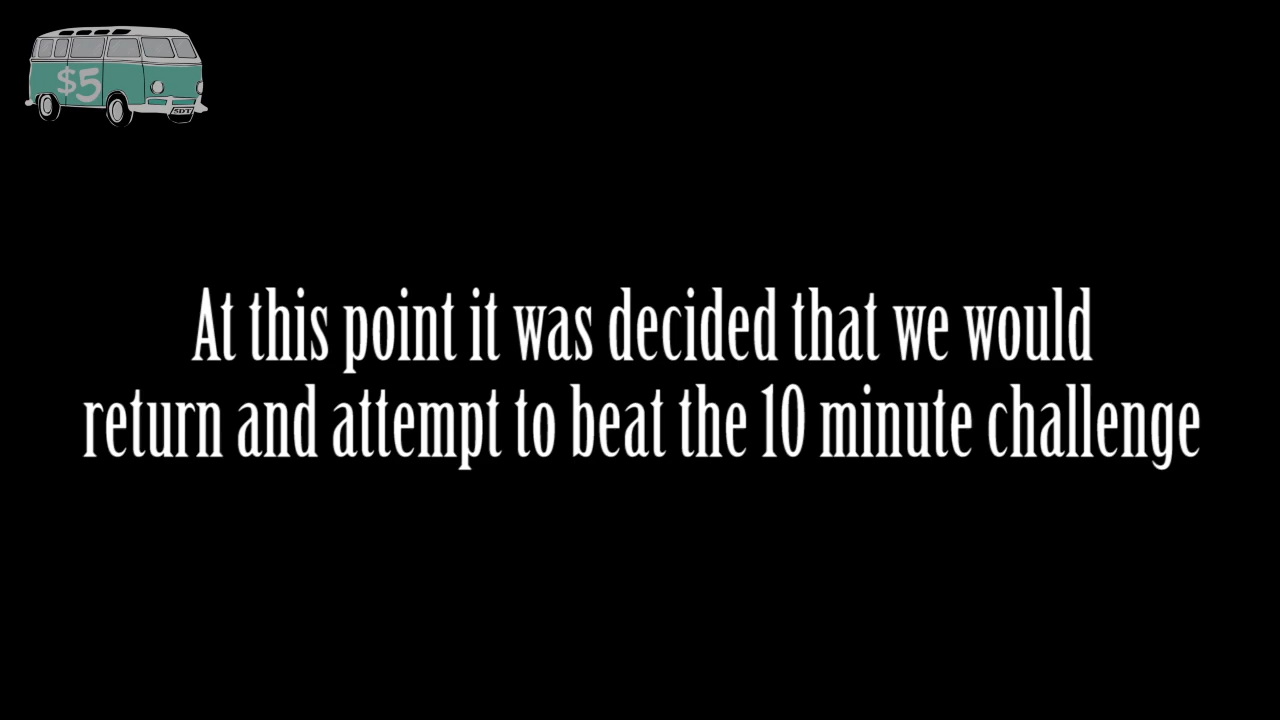 $5
SDT
At this point it was decided that we would
return and attempt to beat the 10 minute challenge